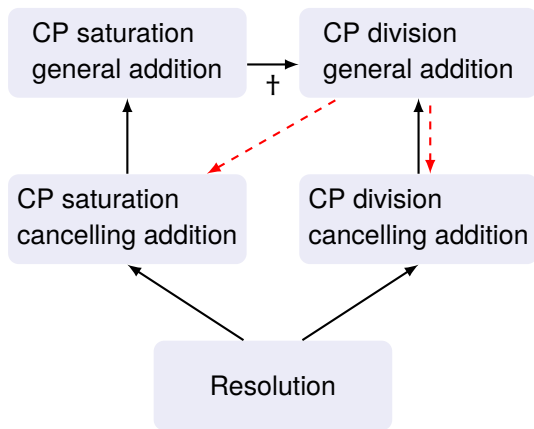 CP saturation
general addition
CP division
general addition
†
CP saturation
cancelling addition
CP division
cancelling addition
Resolution